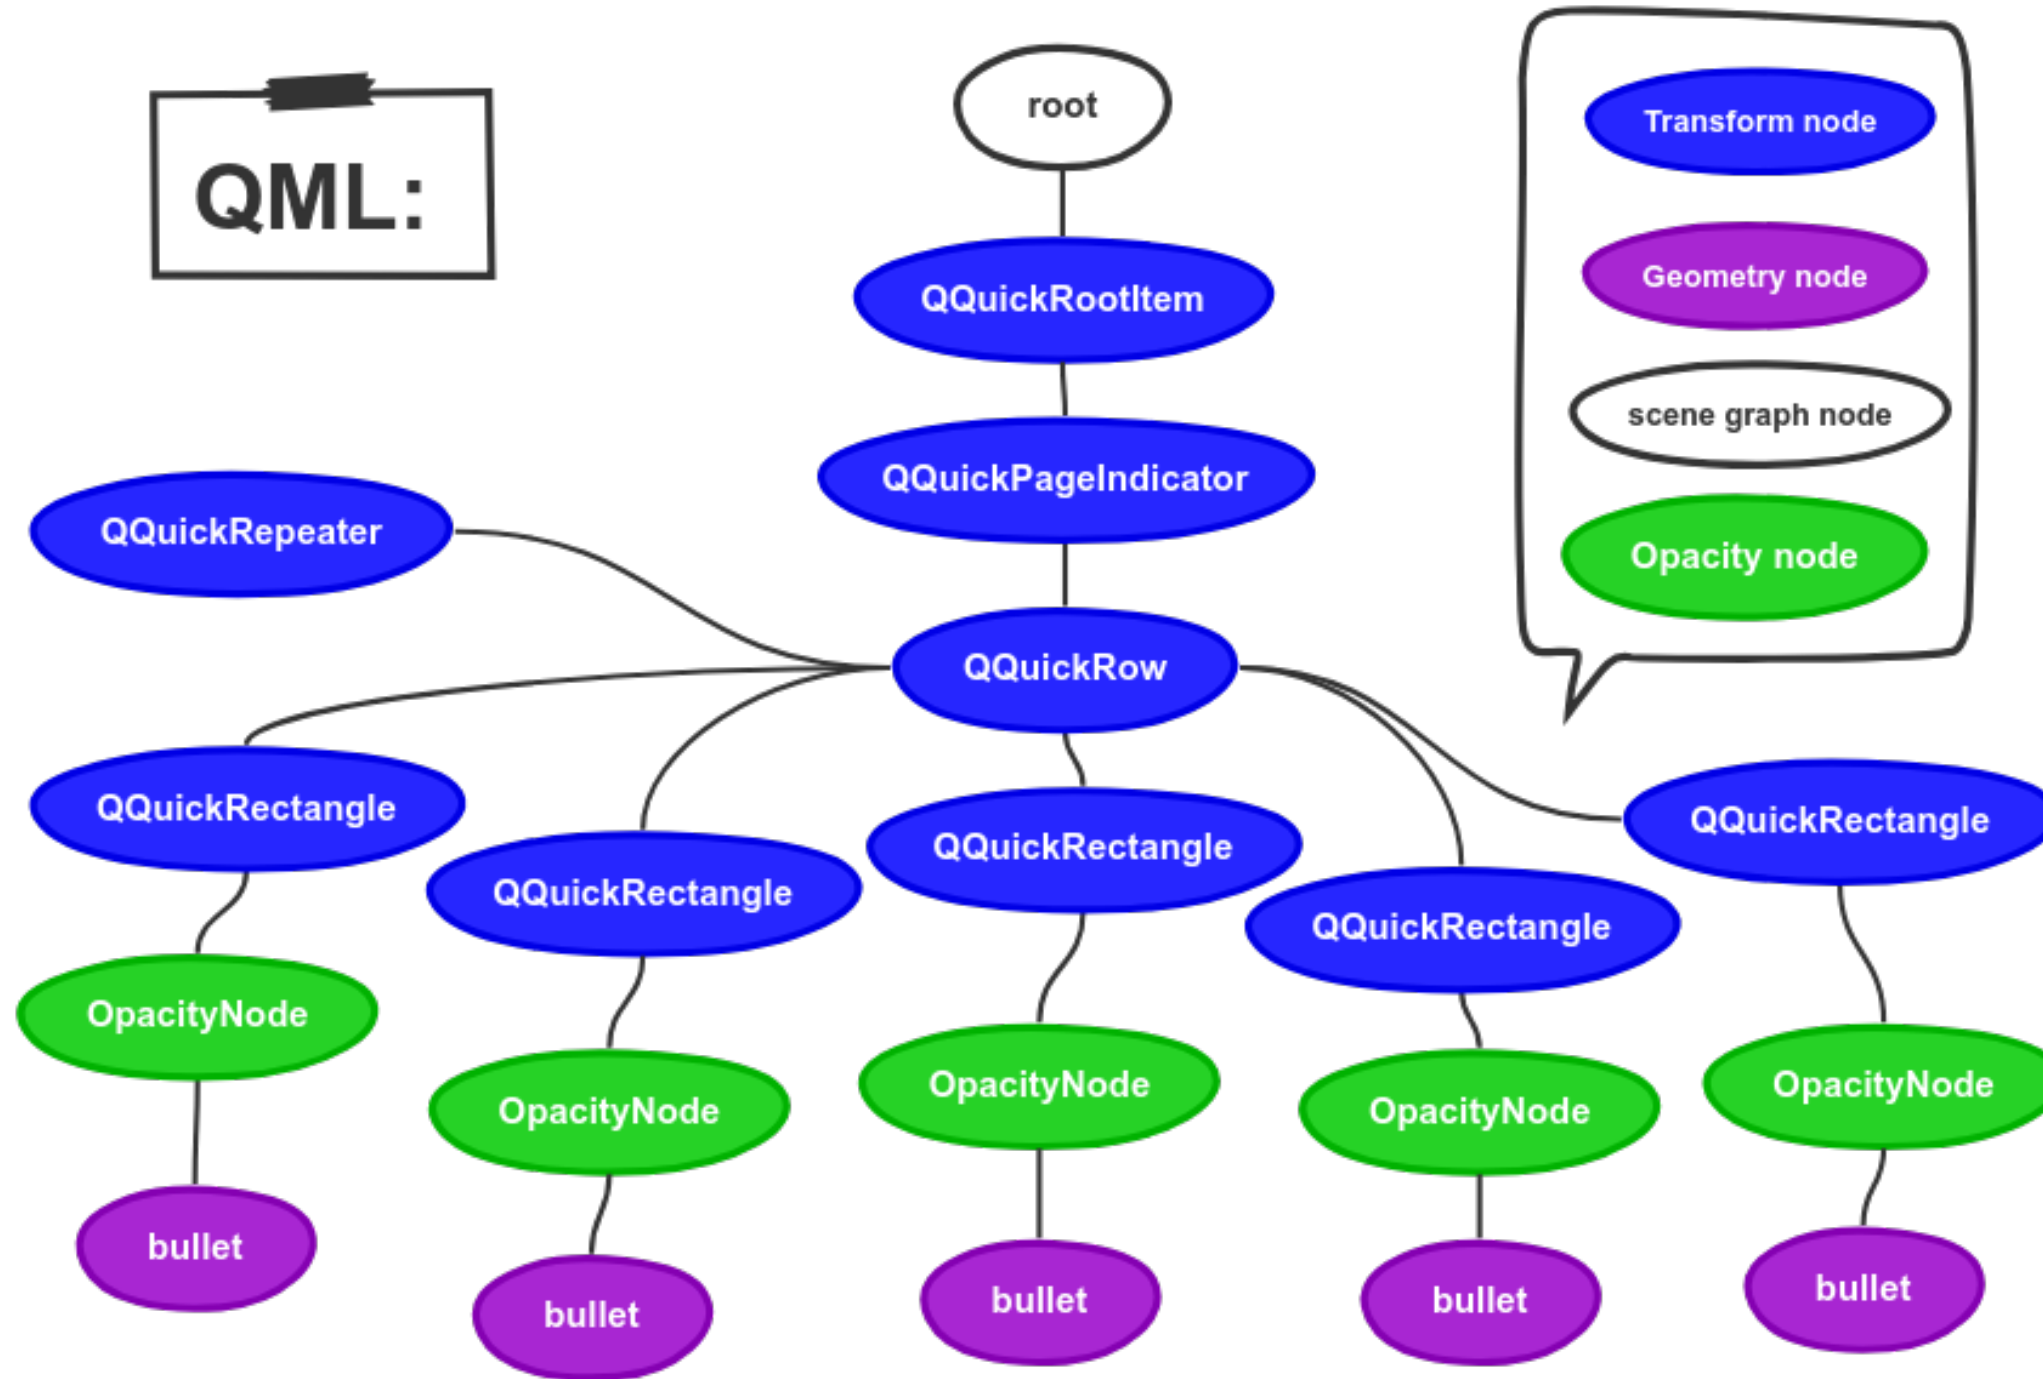 QML:
root
QQuickRootItem
QQuickPageIndicator
QQuickRepeater
QQuickRow
QQuickRectangle
QQuickRectangle
QQuickRectangle
QQuickRectangle
QQuickRectangle
OpacityNode
OpacityNode
OpacityNode
OpacityNode
OpacityNode
bullet
bullet
bullet
bullet
bullet
Transform node
Geometry node
scene graph node
Opacity node